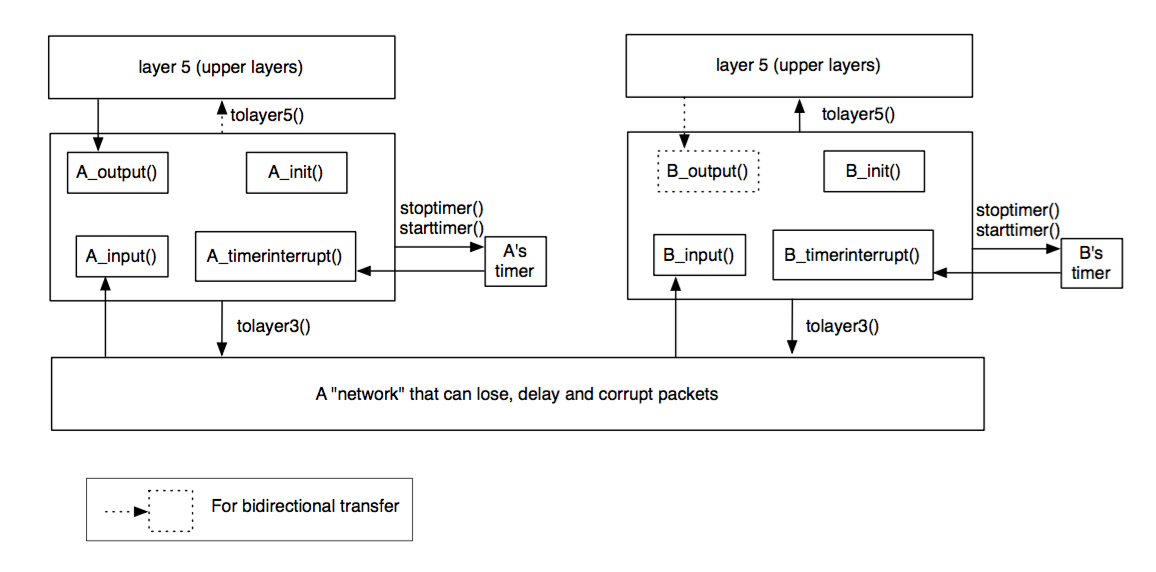 layer 5 (upper layers)
layer 5 (upper layers)
tolayer5()
tolayer5()
A_output()
A_init()
B_output()
B_init()
stoptimer()
starttimer()
stoptimer()
starttimer()
A_input()
A_timerinterrupt()
A's
timer
B_input()
B_timerinterrupt()
B's
timer
tolayer3()
tolayer3()
A "network" that can lose, delay and corrupt packets
For bidirectional transfer